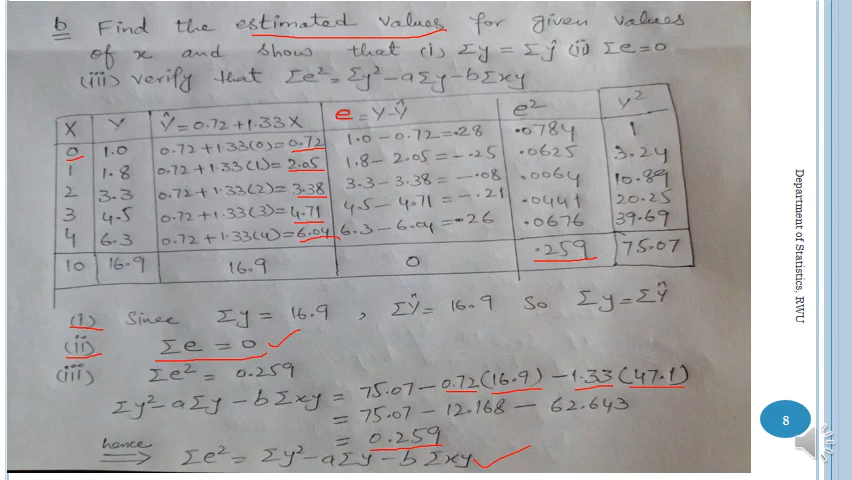 b Find the estimated values for given values
of x and show that (i) Σy = Σŷ (ii) Σe=0
(iii) verify that Σe² = Σy² - aΣy - bΣxy
X Y Ŷ = 0.72 + 1.33X e = Y-Ŷ e² Y²
0 1.0 0.72 + 1.33(0) = 0.72 1.0 - 0.72 = .28 .0784 1
1 1.8 0.72 + 1.33(1) = 2.05 1.8 - 2.05 = -.25 .0625 3.24
2 3.3 0.72 + 1.33(2) = 3.38 3.3 - 3.38 = -.08 .0064 10.89
3 4.5 0.72 + 1.33(3) = 4.71 4.5 - 4.71 = -.21 .0441 20.25
4 6.3 0.72 + 1.33(4) = 6.04 6.3 - 6.04 = .26 .0676 39.69
10 16.9 16.9 0 .259 75.07
(i) Since Σy = 16.9 , ΣŶ = 16.9 So Σy = ΣŶ
(ii) Σe = 0
(iii) Σe² = 0.259
Σy² - aΣy - bΣxy = 75.07 - 0.72(16.9) - 1.33(47.1)
= 75.07 - 12.168 - 62.643
= 0.259
hence
⟹ Σe² = Σy² - aΣy - bΣxy
Department of Statistics, RWU
8